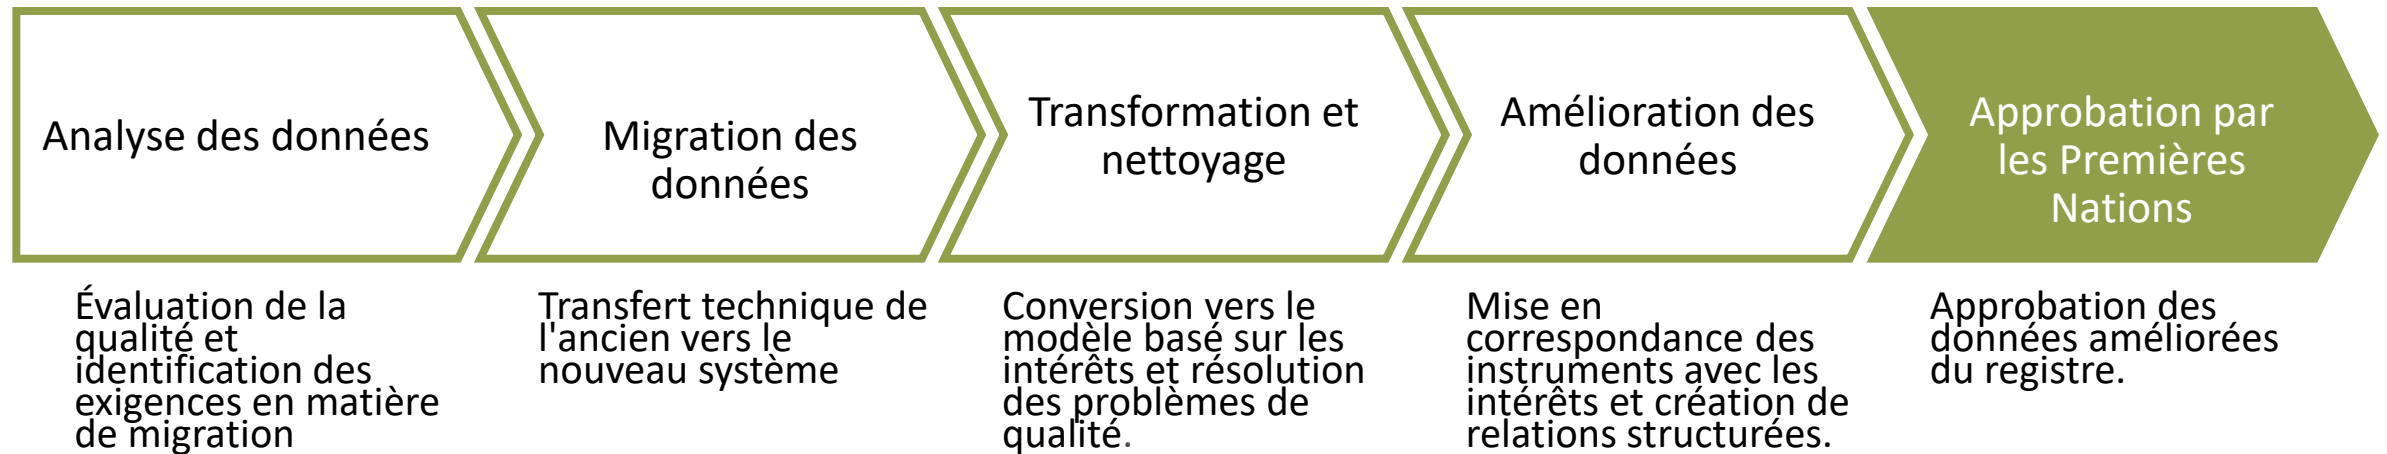 Analyse des données
Migration des
données
Transformation et
nettoyage
Amélioration des
données
Approbation par
les Premières
Nations
Évaluation de la
qualité et
identification des
exigences en matière
de migration
Transfert technique de
l'ancien vers le
nouveau système
Conversion vers le
modèle basé sur les
intérêts et résolution
des problèmes de
qualité.
Mise en
correspondance des
instruments avec les
intérêts et création de
relations structurées.
Approbation des
données améliorées
du registre.